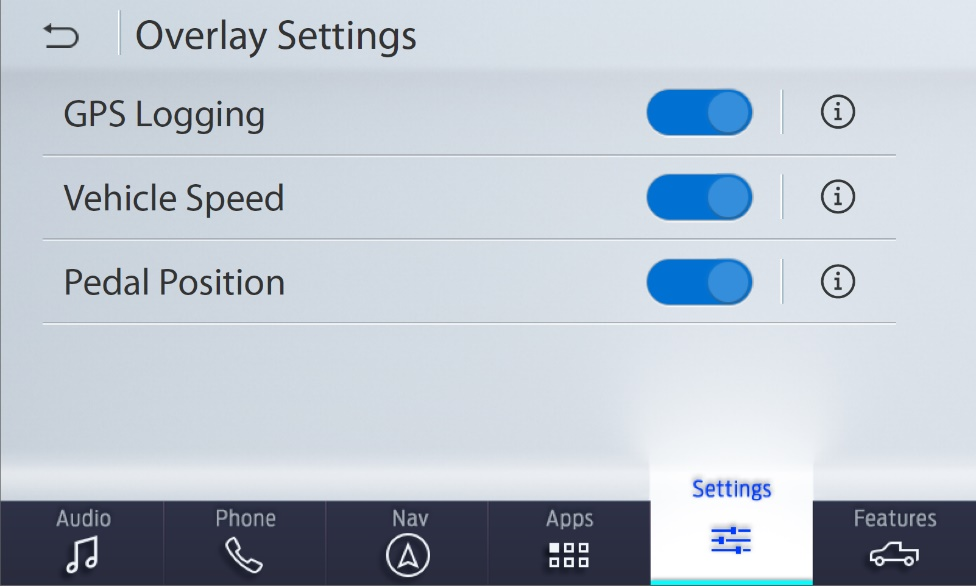 Overlay Settings
GPS Logging
Vehicle Speed
Pedal Position
Audio
Phone
Nav
Apps
Settings
Features